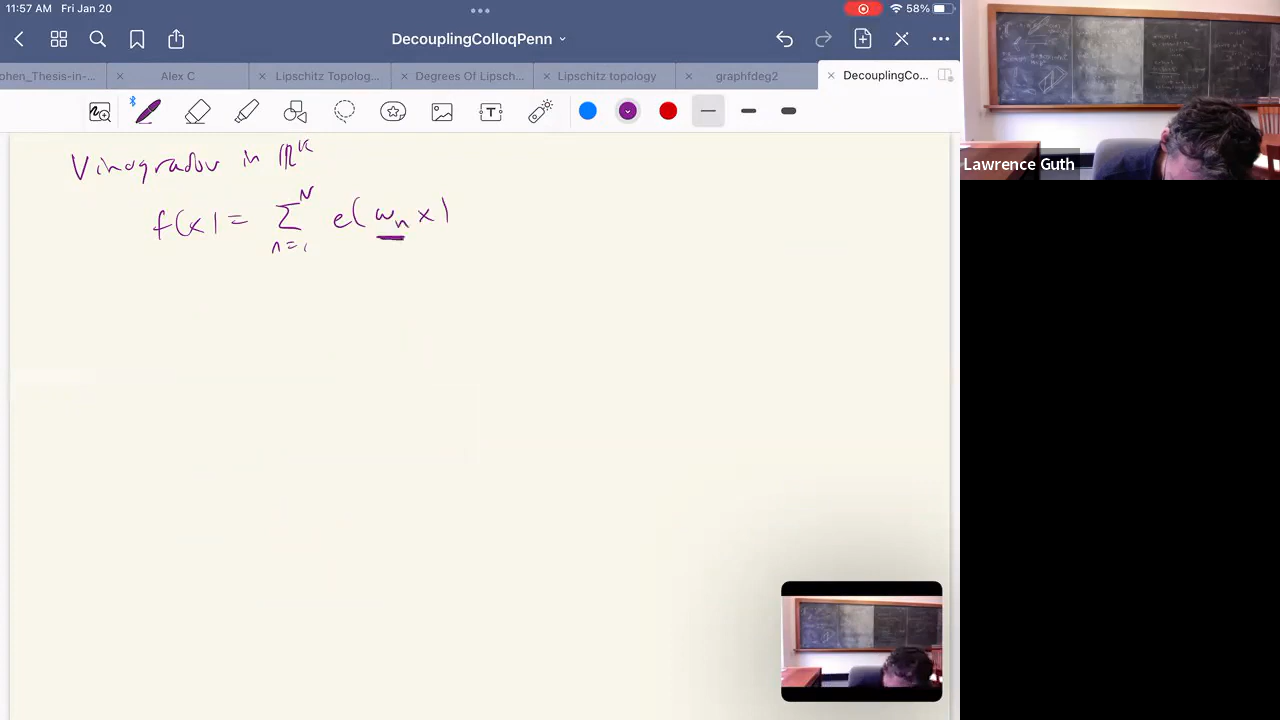 11:57 AM Fri Jan 20
58%
DecouplingColloqPenn
ohen_Thesis-in-...
Alex C
Lipschitz Topolog...
Degrees Of Lipsch...
Lipschitz topology
graphfdeg2
DecouplingCo...
Vinogradov in ℝᵏ
f(x) = ∑_{n=1}^{N} e(ω_n x)
Lawrence Guth